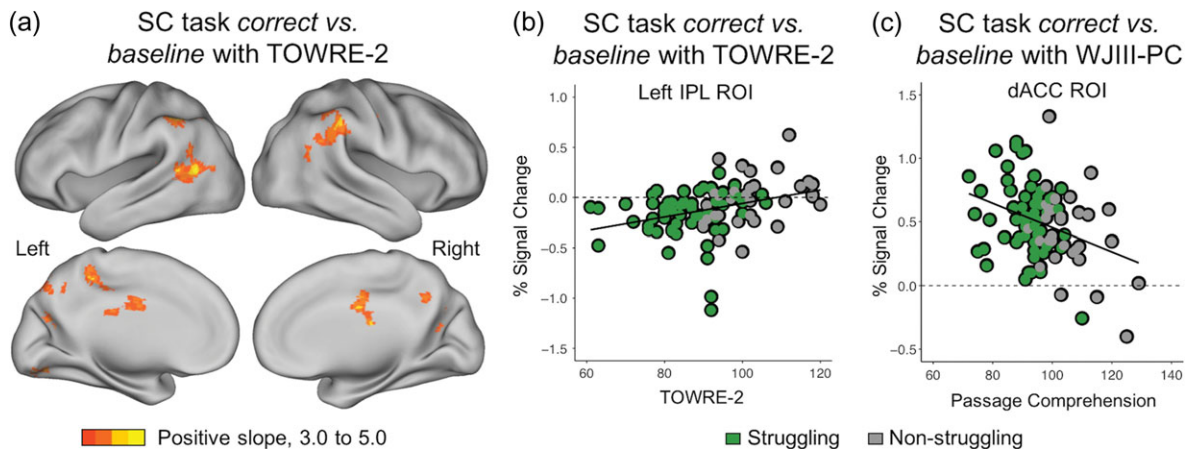 (a)
SC task correct vs.
baseline with TOWRE-2
Left
Right
Positive slope, 3.0 to 5.0
(b)
SC task correct vs.
baseline with TOWRE-2
Left IPL ROI
% Signal Change
1.0
0.5
0.0
−0.5
−1.0
−1.5
60
80
100
120
TOWRE-2
(c)
SC task correct vs.
baseline with WJIII-PC
dACC ROI
% Signal Change
1.5
1.0
0.5
0.0
−0.5
60
80
100
120
140
Passage Comprehension
Struggling
Non-struggling